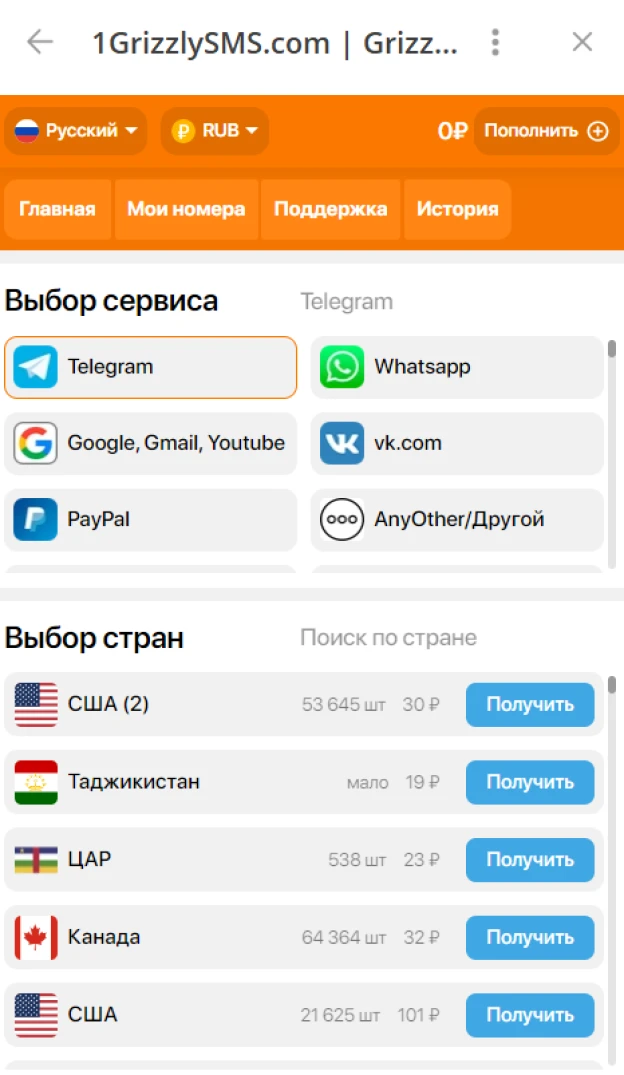 1GrizzlySMS.com | Grizz...
Русский RUB 0₽ Пополнить
Главная Мои номера Поддержка История
Выбор сервиса Telegram
Telegram Whatsapp
Google, Gmail, Youtube vk.com
PayPal AnyOther/Другой
Выбор стран Поиск по стране
США (2) 53 645 шт 30 ₽ Получить
Таджикистан мало 19 ₽ Получить
ЦАР 538 шт 23 ₽ Получить
Канада 64 364 шт 32 ₽ Получить
США 21 625 шт 101 ₽ Получить